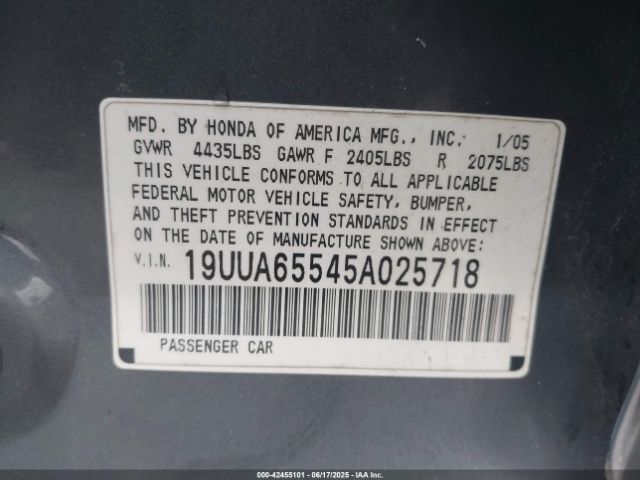 MFD. BY HONDA OF AMERICA MFG., INC. 1/05
GVWR 4435LBS GAWR F 2405LBS R 2075LBS
THIS VEHICLE CONFORMS TO ALL APPLICABLE
FEDERAL MOTOR VEHICLE SAFETY, BUMPER,
AND THEFT PREVENTION STANDARDS IN EFFECT
ON THE DATE OF MANUFACTURE SHOWN ABOVE:
V.I.N. 19UUA65545A025718
PASSENGER CAR
000-42455101 - 06/17/2025 - IAAI.COM